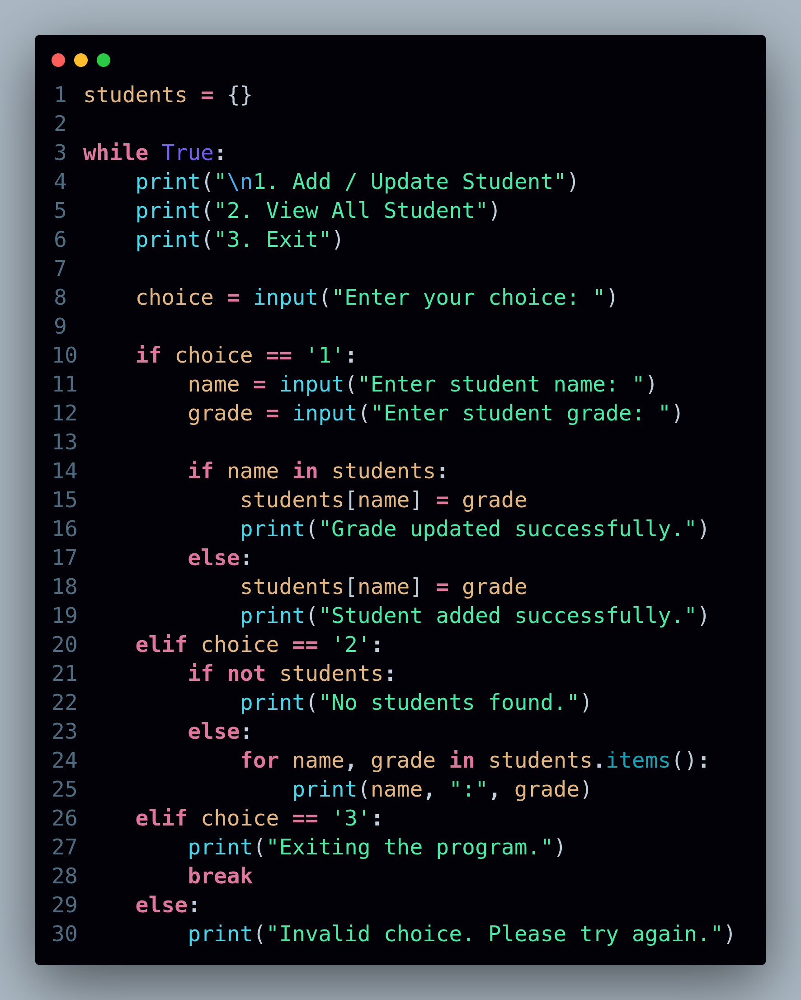 1 students = {}
2
3 while True:
4     print("\n1. Add / Update Student")
5     print("2. View All Student")
6     print("3. Exit")
7
8     choice = input("Enter your choice: ")
9
10     if choice == '1':
11         name = input("Enter student name: ")
12         grade = input("Enter student grade: ")
13
14         if name in students:
15             students[name] = grade
16             print("Grade updated successfully.")
17         else:
18             students[name] = grade
19             print("Student added successfully.")
20     elif choice == '2':
21         if not students:
22             print("No students found.")
23         else:
24             for name, grade in students.items():
25                 print(name, ":", grade)
26     elif choice == '3':
27         print("Exiting the program.")
28         break
29     else:
30         print("Invalid choice. Please try again.")